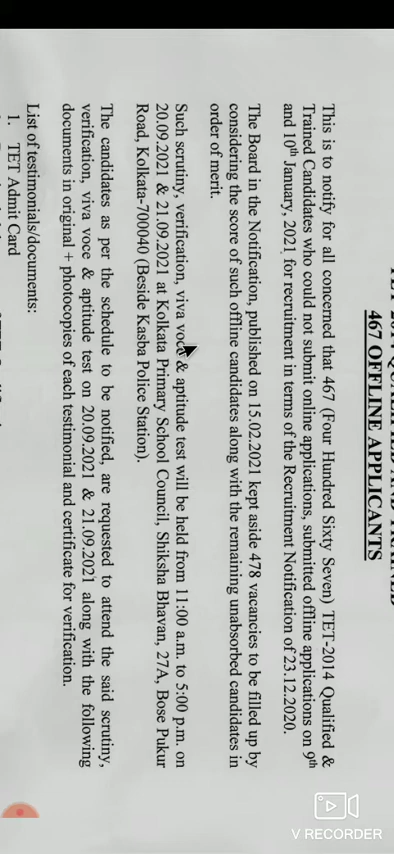 467 OFFLINE APPLICANTS
This is to notify for all concerned that 467 (Four Hundred Sixty Seven) TET-2014 Qualified &
Trained Candidates who could not submit online applications, submitted offline applications on 9th
and 10th January, 2021 for recruitment in terms of the Recruitment Notification of 23.12.2020.
The Board in the Notification, published on 15.02.2021 kept aside 478 vacancies to be filled up by
considering the score of such offline candidates along with the remaining unabsorbed candidates in
order of merit.
Such scrutiny, verification, viva voce & aptitude test will be held from 11:00 a.m. to 5:00 p.m. on
20.09.2021 & 21.09.2021 at Kolkata Primary School Council, Shiksha Bhavan, 27A, Bose Pukur
Road, Kolkata-700040 (Beside Kasba Police Station).
The candidates as per the schedule to be notified, are requested to attend the said scrutiny,
verification, viva voce & aptitude test on 20.09.2021 & 21.09.2021 along with the following
documents in original + photocopies of each testimonial and certificate for verification.
List of testimonials/documents:
1. TET Admit Card
V RECORDER